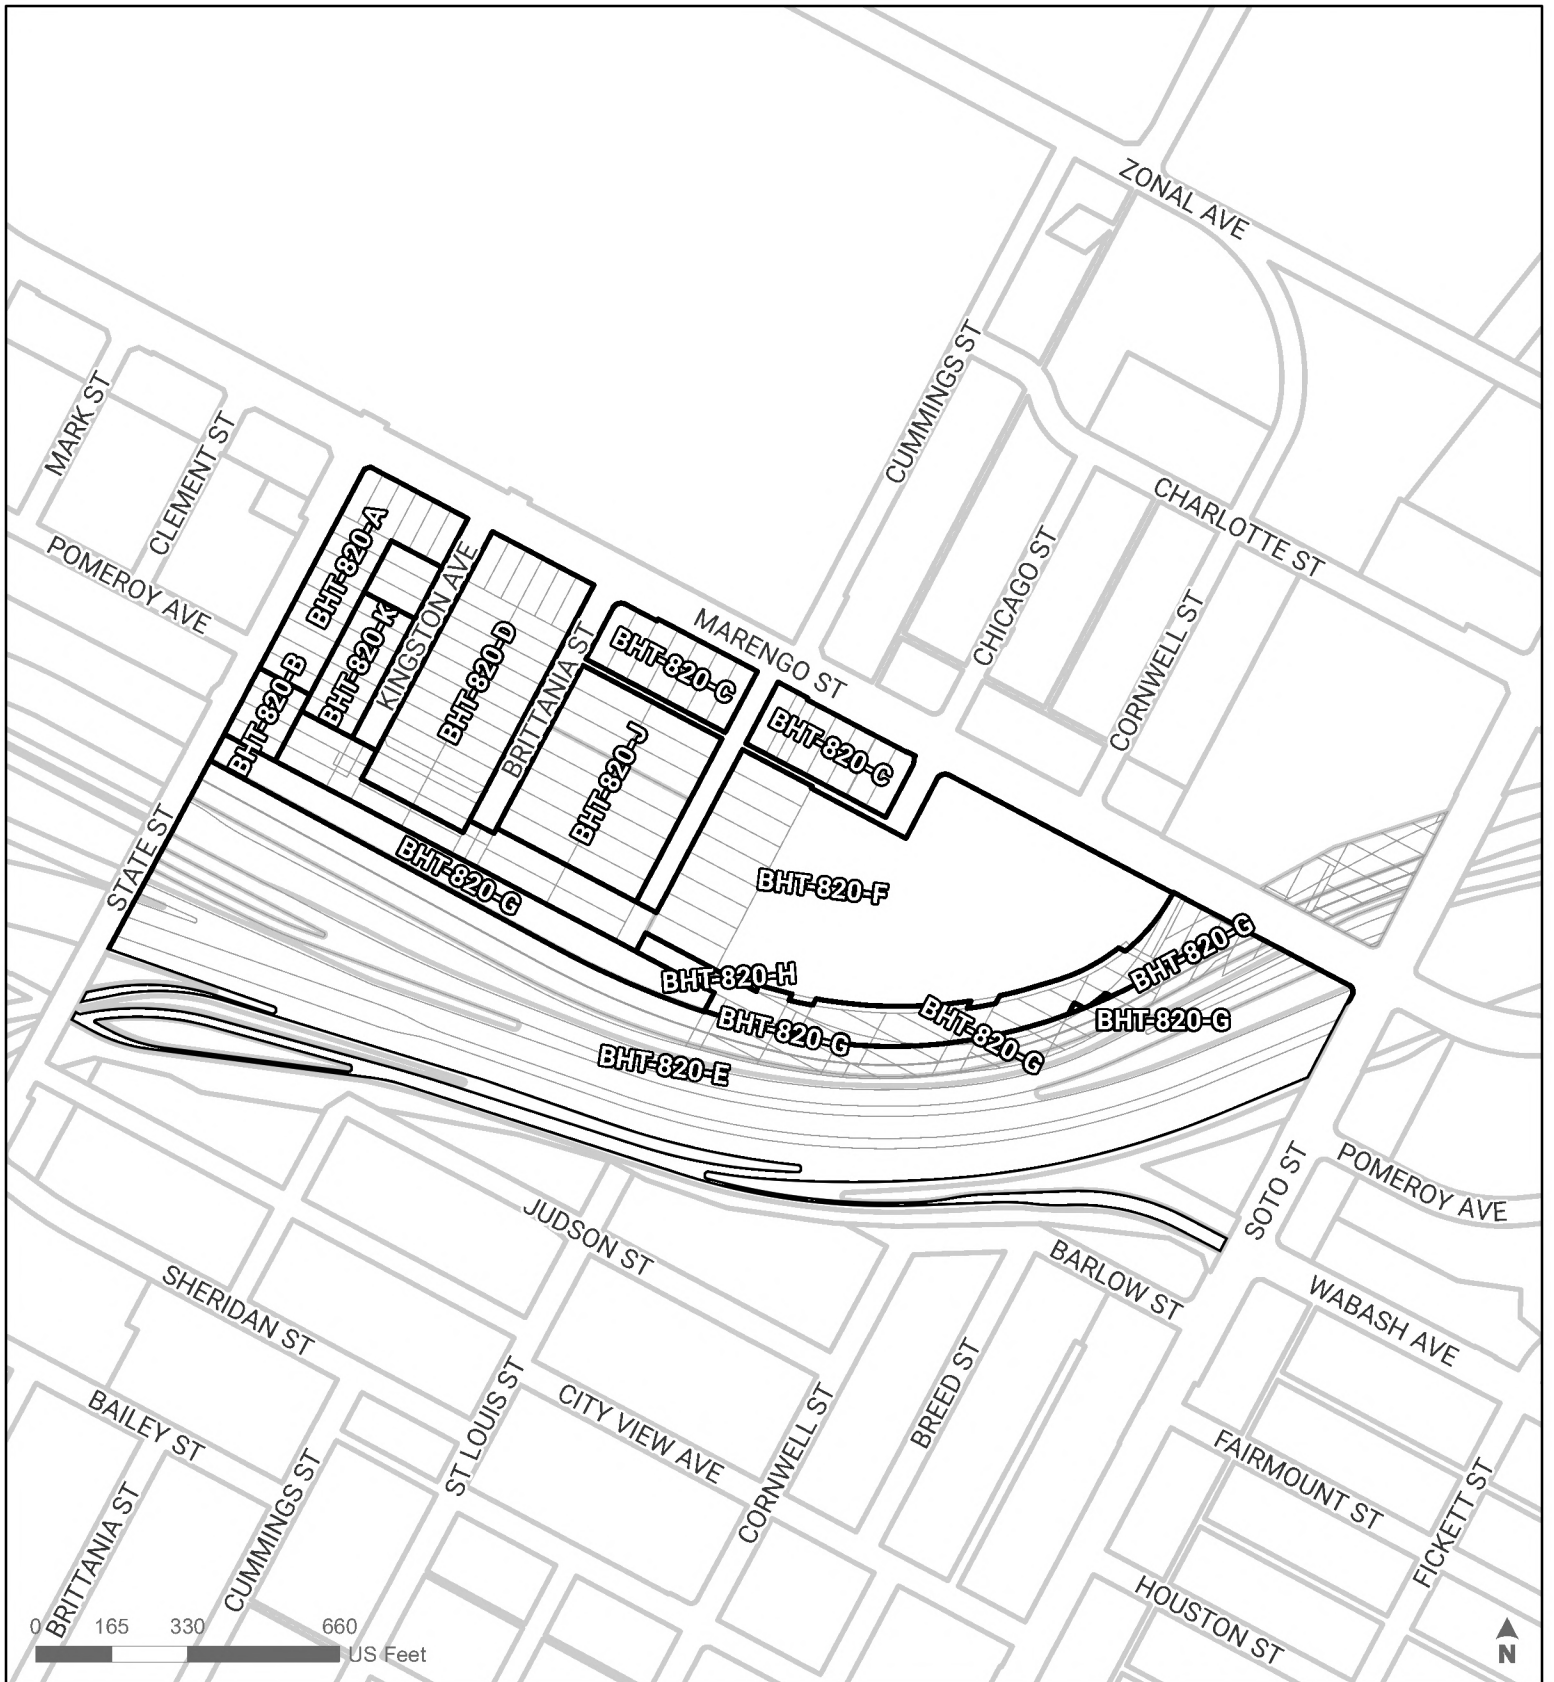 ZONAL AVE
CUMMINGS ST
MARK ST
CLEMENT ST
CHARLOTTE ST
POMEROY AVE
BHT-820-A
CHICAGO ST
KINGSTON AVE
MARENGO ST
CORNWELL ST
BHT-820-K
BHT-820-D
BRITTANIA ST
BHT-820-C
BHT-820-B
BHT-820-C
BHT-820-B
BHT-820-J
STATE ST
BHT-820-G
BHT-820-F
BHT-820-G
BHT-820-H
BHT-820-G
BHT-820-G
BHT-820-G
BHT-820-E
POMEROY AVE
SOTO ST
JUDSON ST
BARLOW ST
SHERIDAN ST
WABASH AVE
BAILEY ST
ST LOUIS ST
CITY VIEW AVE
CORNWELL ST
BREED ST
FAIRMOUNT ST
FICKETT ST
BRITTANIA ST
CUMMINGS ST
HOUSTON ST
0 165 330 660
US Feet
N